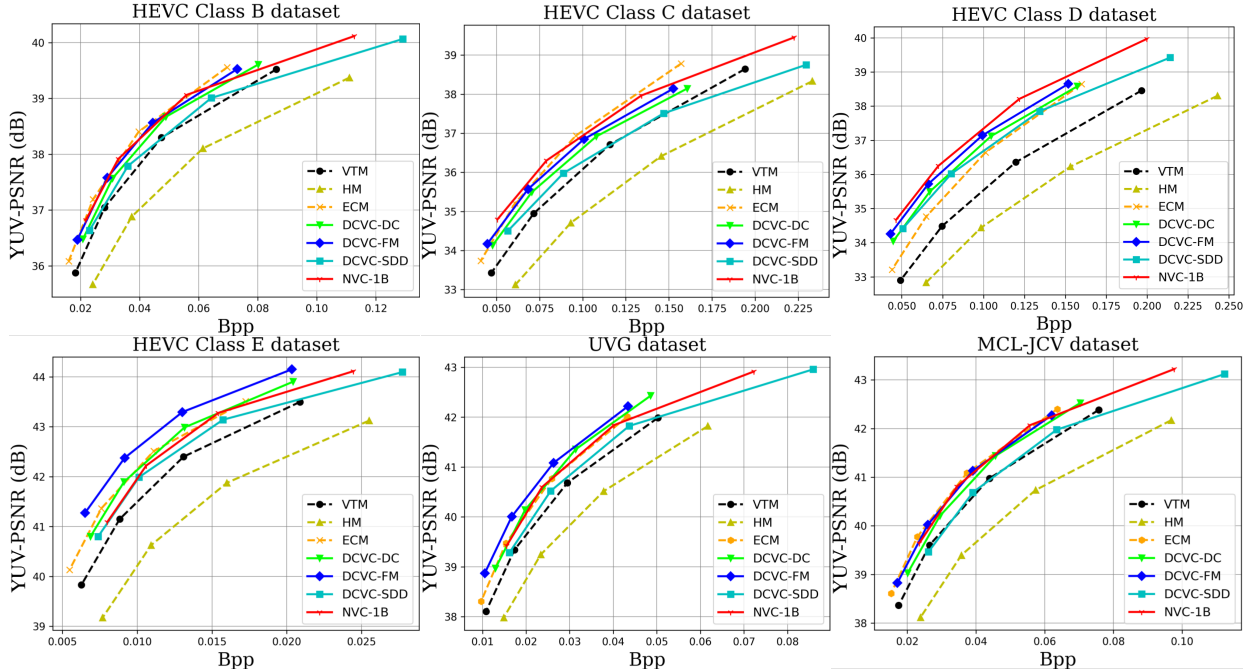 HEVC Class B dataset
YUV-PSNR (dB)
40
39
38
37
36
0.02 0.04 0.06 0.08 0.10 0.12
Bpp
VTM
HM
ECM
DCVC-DC
DCVC-FM
DCVC-SDD
NVC-1B
HEVC Class C dataset
YUV-PSNR (dB)
39
38
37
36
35
34
33
0.050 0.075 0.100 0.125 0.150 0.175 0.200 0.225
Bpp
VTM
HM
ECM
DCVC-DC
DCVC-FM
DCVC-SDD
NVC-1B
HEVC Class D dataset
YUV-PSNR (dB)
40
39
38
37
36
35
34
33
0.050 0.075 0.100 0.125 0.150 0.175 0.200 0.225 0.250
Bpp
VTM
HM
ECM
DCVC-DC
DCVC-FM
DCVC-SDD
NVC-1B
HEVC Class E dataset
YUV-PSNR (dB)
44
43
42
41
40
39
0.005 0.010 0.015 0.020 0.025
Bpp
VTM
HM
ECM
DCVC-DC
DCVC-FM
DCVC-SDD
NVC-1B
UVG dataset
YUV-PSNR (dB)
43
42
41
40
39
38
0.01 0.02 0.03 0.04 0.05 0.06 0.07 0.08
Bpp
VTM
HM
ECM
DCVC-DC
DCVC-FM
DCVC-SDD
NVC-1B
MCL-JCV dataset
YUV-PSNR (dB)
43
42
41
40
39
38
0.02 0.04 0.06 0.08 0.10
Bpp
VTM
HM
ECM
DCVC-DC
DCVC-FM
DCVC-SDD
NVC-1B